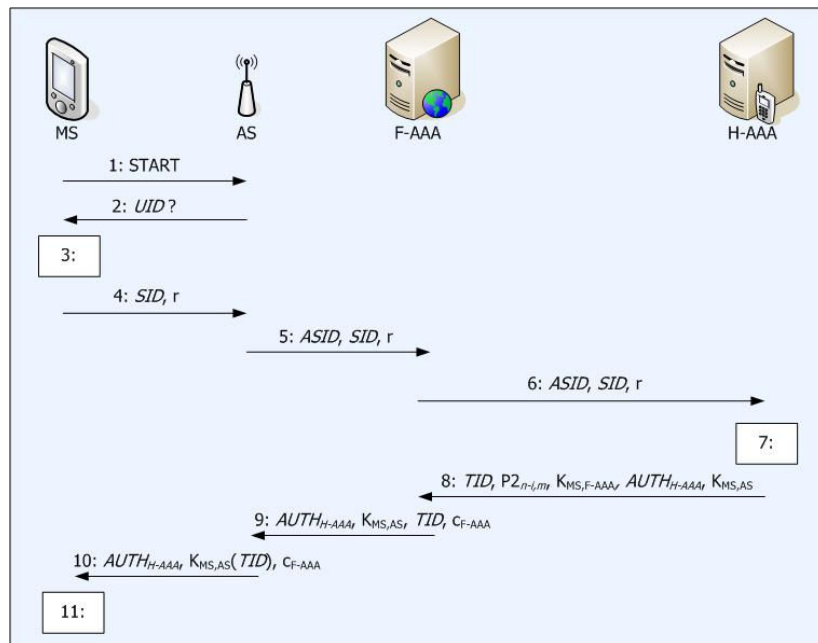 MS
AS
F-AAA
H-AAA
1: START
2: UID ?
3:
4: SID, r
5: ASID, SID, r
6: ASID, SID, r
7:
8: TID, P2n-i,m, KMS,F-AAA, AUTHH-AAA, KMS,AS
9: AUTHH-AAA, KMS,AS, TID, cF-AAA
10: AUTHH-AAA, KMS,AS(TID), cF-AAA
11: